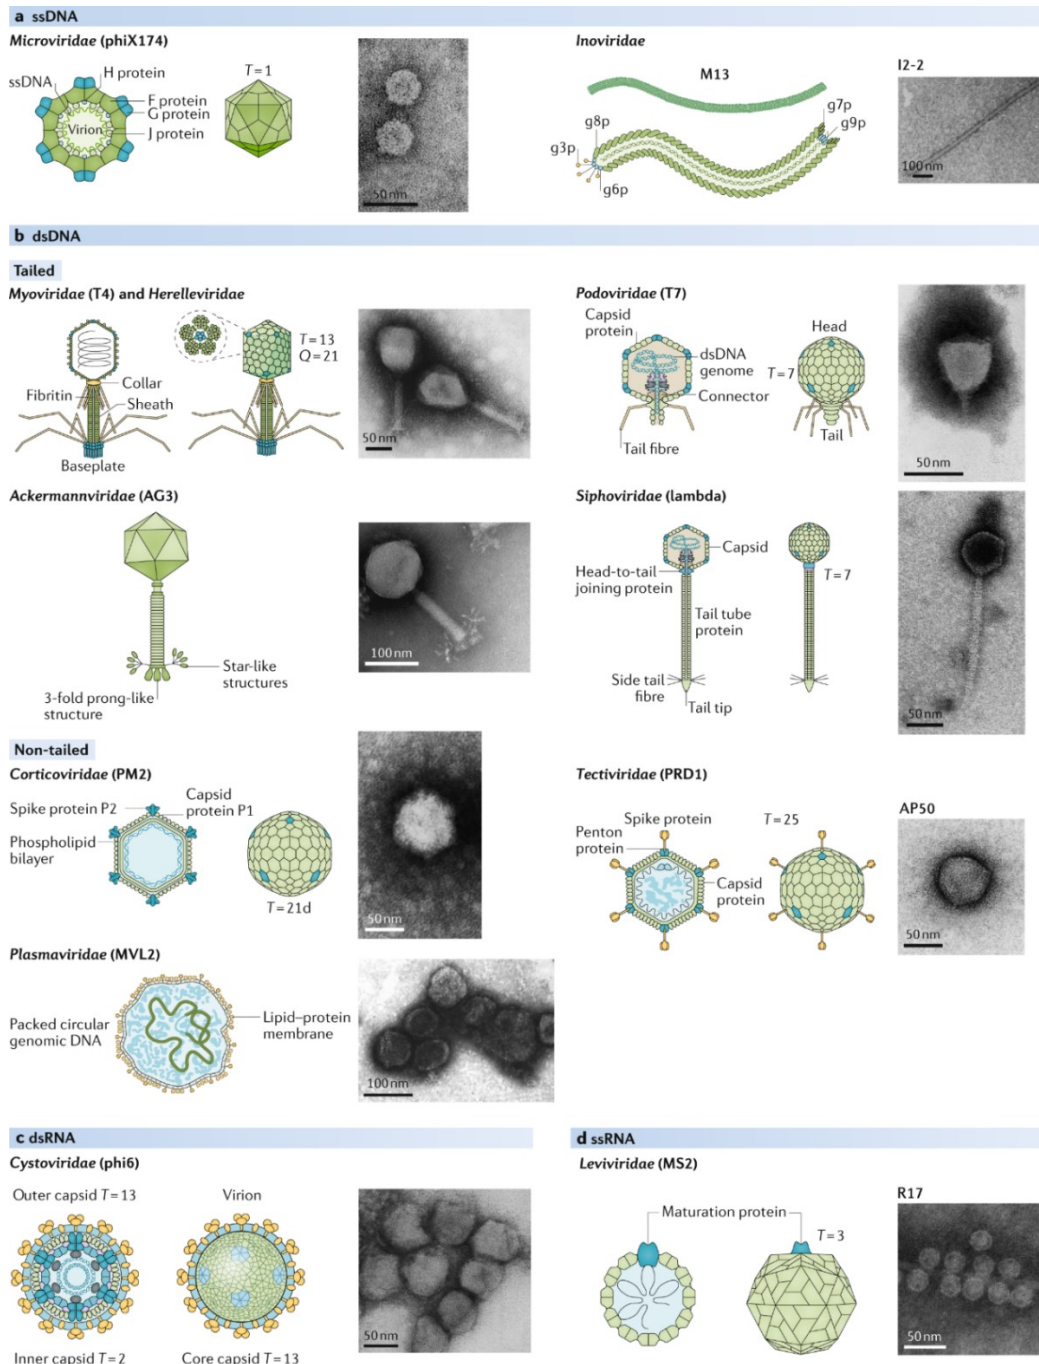 a ssDNA
Microviridae (phiX174)
H protein
ssDNA
F protein
G protein
J protein
Virion
T=1
50 nm
Inoviridae
M13
g7p
g9p
g8p
g3p
g6p
I2-2
100 nm
b dsDNA
Tailed
Myoviridae (T4) and Herelleviridae
T=13
Q=21
Collar
Fibritin
Sheath
Baseplate
50 nm
Podoviridae (T7)
Capsid
protein
Head
dsDNA
genome
T=7
Connector
Tail fibre
Tail
50 nm
Ackermannviridae (AG3)
Star-like
structures
3-fold prong-like
structure
100 nm
Siphoviridae (lambda)
Capsid
Head-to-tail
joining protein
T=7
Tail tube
protein
Side tail
fibre
Tail tip
50 nm
Non-tailed
Corticoviridae (PM2)
Spike protein P2
Capsid
protein P1
Phospholipid
bilayer
T=21d
50 nm
Tectiviridae (PRD1)
Spike protein
T=25
Penton
protein
Capsid
protein
AP50
50 nm
Plasmaviridae (MVL2)
Packed circular
genomic DNA
Lipid–protein
membrane
100 nm
c dsRNA
Cystoviridae (phi6)
Outer capsid T=13
Virion
Inner capsid T=2
Core capsid T=13
50 nm
d ssRNA
Leviviridae (MS2)
Maturation protein
T=3
R17
50 nm